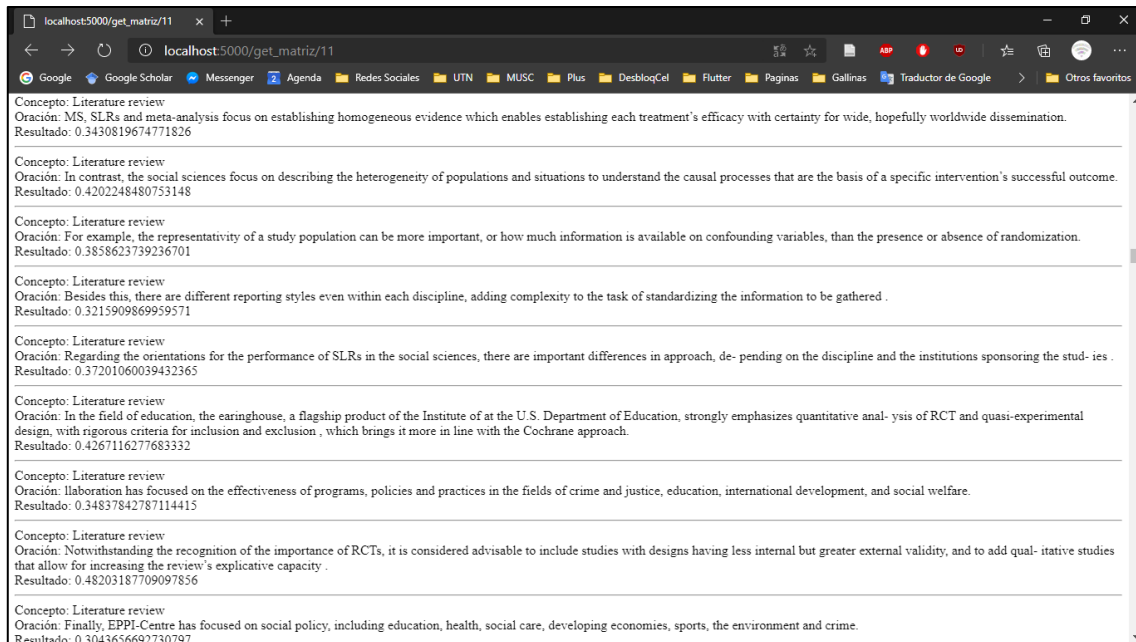 localhost:5000/get_matriz/11
localhost:5000/get_matriz/11
ABP
UD
Google Google Scholar Messenger 2 Agenda Redes Sociales UTN MUSC Plus DesbloqCel Flutter Paginas Gallinas Traductor de Google Otros favoritos
Concepto: Literature review
Oración: MS, SLRs and meta-analysis focus on establishing homogeneous evidence which enables establishing each treatment’s efficacy with certainty for wide, hopefully worldwide dissemination.
Resultado: 0.3430819674771826
Concepto: Literature review
Oración: In contrast, the social sciences focus on describing the heterogeneity of populations and situations to understand the causal processes that are the basis of a specific intervention’s successful outcome.
Resultado: 0.4202248480753148
Concepto: Literature review
Oración: For example, the representativity of a study population can be more important, or how much information is available on confounding variables, than the presence or absence of randomization.
Resultado: 0.3858623739236701
Concepto: Literature review
Oración: Besides this, there are different reporting styles even within each discipline, adding complexity to the task of standardizing the information to be gathered .
Resultado: 0.3215909869959571
Concepto: Literature review
Oración: Regarding the orientations for the performance of SLRs in the social sciences, there are important differences in approach, de- pending on the discipline and the institutions sponsoring the stud- ies .
Resultado: 0.37201060039432365
Concepto: Literature review
Oración: In the field of education, the earinghouse, a flagship product of the Institute of at the U.S. Department of Education, strongly emphasizes quantitative anal- ysis of RCT and quasi-experimental
design, with rigorous criteria for inclusion and exclusion , which brings it more in line with the Cochrane approach.
Resultado: 0.4267116277683332
Concepto: Literature review
Oración: llaboration has focused on the effectiveness of programs, policies and practices in the fields of crime and justice, education, international development, and social welfare.
Resultado: 0.34837842787114415
Concepto: Literature review
Oración: Notwithstanding the recognition of the importance of RCTs, it is considered advisable to include studies with designs having less internal but greater external validity, and to add qual- itative studies
that allow for increasing the review’s explicative capacity .
Resultado: 0.48203187709097856
Concepto: Literature review
Oración: Finally, EPPI-Centre has focused on social policy, including education, health, social care, developing economies, sports, the environment and crime.
Resultado: 0.3043656692730797